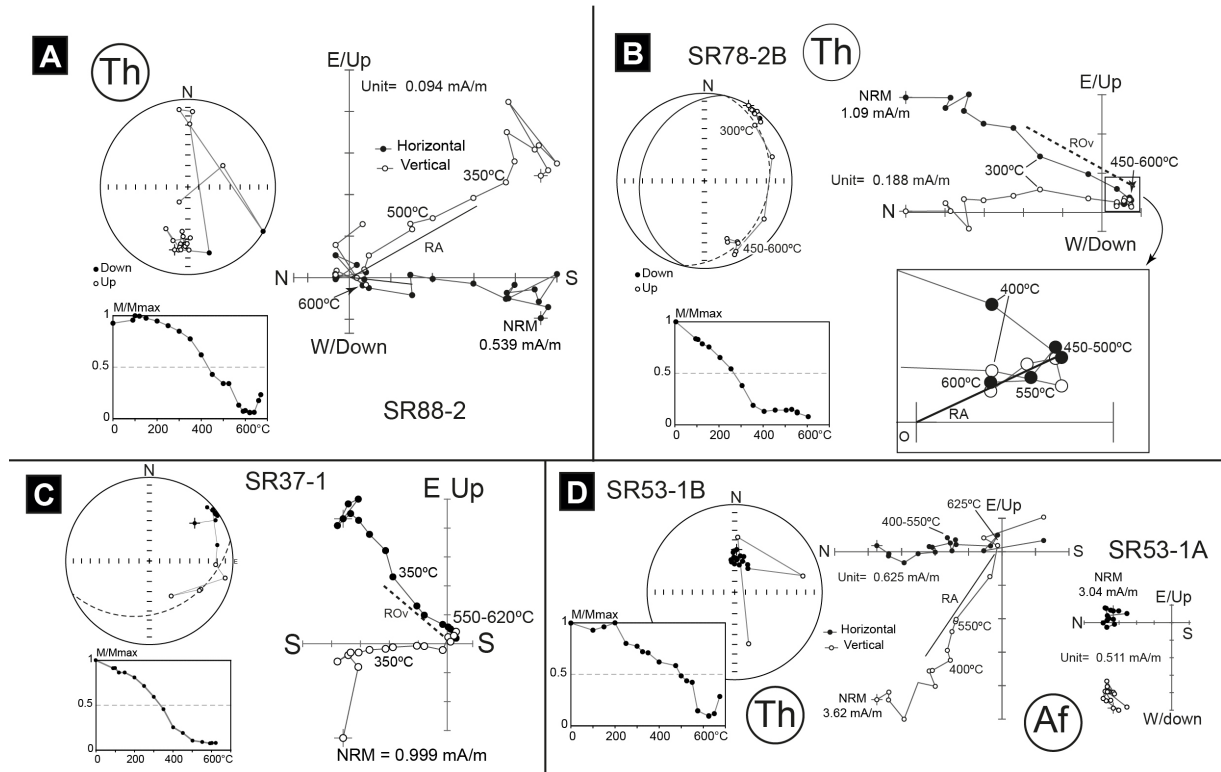 A
Th
N
Down
Up
E/Up
Unit= 0.094 mA/m
Horizontal
Vertical
350ºC
500ºC
RA
N
S
600ºC
NRM
0.539 mA/m
W/Down
M/Mmax
1
0.5
0
200
400
600ºC
SR88-2
B
SR78-2B
Th
N
300ºC
450-600ºC
Down
Up
E/Up
NRM
1.09 mA/m
ROv
450-600ºC
300ºC
Unit= 0.188 mA/m
N
W/Down
M/Mmax
1
0.5
0
0
200
400
600ºC
400ºC
450-500ºC
600ºC
550ºC
RA
O
C
SR37-1
N
E
E Up
350ºC
ROv
550-620ºC
S
S
350ºC
NRM = 0.999 mA/m
M/Mmax
1
0.5
0
200
400
600ºC
D
SR53-1B
N
M/Mmax
1
0.5
0
200
400
600ºC
Th
625ºC
E/Up
400-550ºC
N
S
Unit= 0.625 mA/m
RA
550ºC
Horizontal
Vertical
400ºC
NRM
3.62 mA/m
Af
SR53-1A
NRM
3.04 mA/m
E/Up
N
S
Unit= 0.511 mA/m
W/down